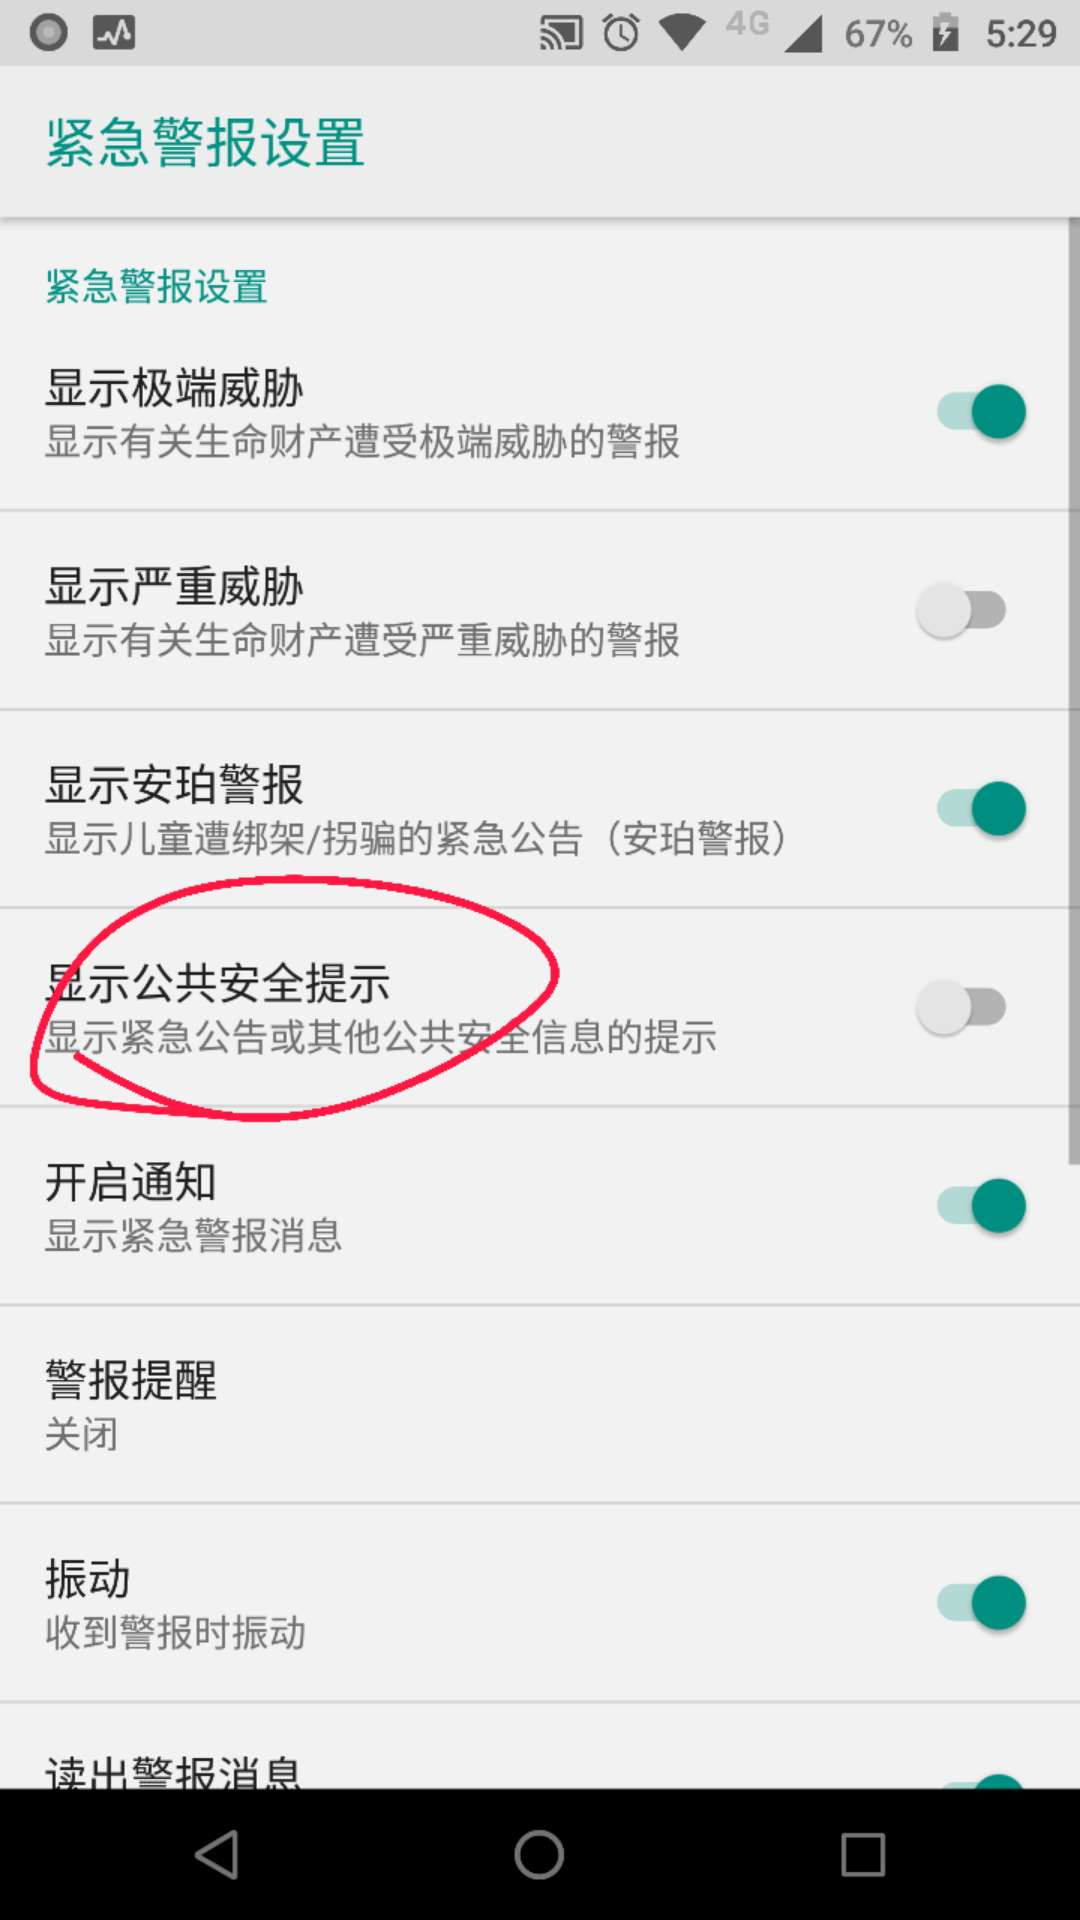 4G 67% 5:29
紧急警报设置
紧急警报设置
显示极端威胁
显示有关生命财产遭受极端威胁的警报
显示严重威胁
显示有关生命财产遭受严重威胁的警报
显示安珀警报
显示儿童遭绑架/拐骗的紧急公告（安珀警报）
显示公共安全提示
显示紧急公告或其他公共安全信息的提示
开启通知
显示紧急警报消息
警报提醒
关闭
振动
收到警报时振动
读出警报消息